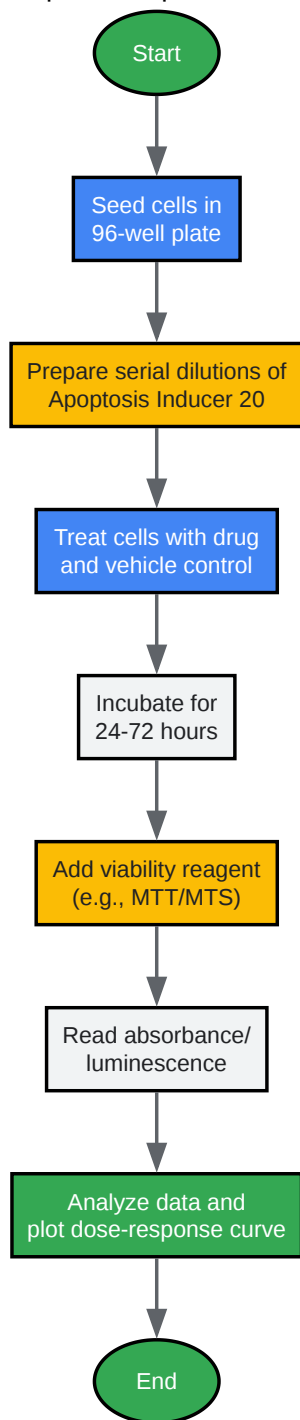 Start
Seed cells in
96-well plate
Prepare serial dilutions of
Apoptosis Inducer 20
Treat cells with drug
and vehicle control
Incubate for
24-72 hours
Add viability reagent
(e.g., MTT/MTS)
Read absorbance/
luminescence
Analyze data and
plot dose-response curve
End